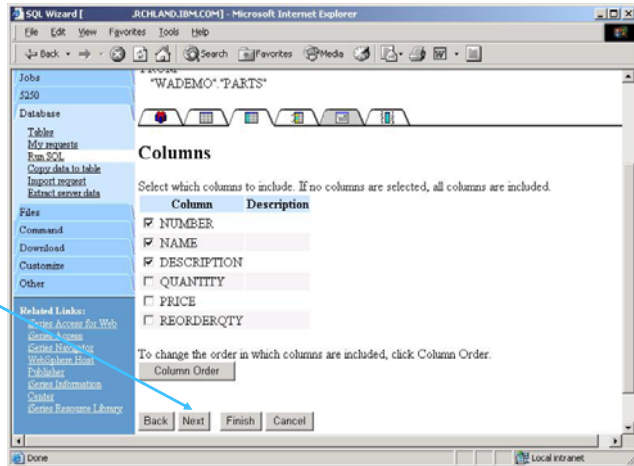 SQL Wizard [ .RCHLAND.IBM.COM] - Microsoft Internet Explorer
File Edit View Favorites Tools Help
Back Search Favorites Media
Jobs
5250
Database
Tables
My requests
Run SQL
Copy data to table
Import request
Extract server data
Files
Command
Download
Customize
Other
Related Links:
iSeries Access for Web
iSeries Access
iSeries Navigator
WebSphere Host
Publisher
iSeries Information
Center
iSeries Resource Library
FROM
"WADEMO"."PARTS"
Columns
Select which columns to include. If no columns are selected, all columns are included.
Column Description
NUMBER
NAME
DESCRIPTION
QUANTITY
PRICE
REORDERQTY
To change the order in which columns are included, click Column Order.
Column Order
Back Next Finish Cancel
Done Local intranet